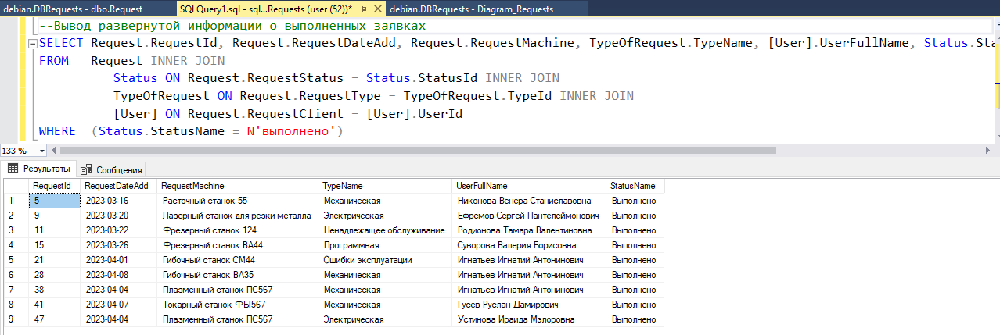 debian.DBRequests - dbo.Request SQLQuery1.sql - sql...Requests (user (52))* debian.DBRequests - Diagram_Requests
--Вывод развернутой информации о выполненных заявках
SELECT Request.RequestId, Request.RequestDateAdd, Request.RequestMachine, TypeOfRequest.TypeName, [User].UserFullName, Status.Sta
FROM Request INNER JOIN
Status ON Request.RequestStatus = Status.StatusId INNER JOIN
TypeOfRequest ON Request.RequestType = TypeOfRequest.TypeId INNER JOIN
[User] ON Request.RequestClient = [User].UserId
WHERE (Status.StatusName = N'выполнено')
133 %
Результаты Сообщения
RequestId RequestDateAdd RequestMachine TypeName UserFullName StatusName
1 5 2023-03-16 Расточный станок 55 Механическая Никонова Венера Станиславовна Выполнено
2 9 2023-03-20 Лазерный станок для резки металла Электрическая Ефремов Сергей Пантелеймонович Выполнено
3 11 2023-03-22 Фрезерный станок 124 Ненадлежащее обслуживание Родионова Тамара Валентиновна Выполнено
4 15 2023-03-26 Фрезерный станок ВА44 Программная Суворова Валерия Борисовна Выполнено
5 21 2023-04-01 Гибочный станок СМ44 Ошибки эксплуатации Игнатьев Игнатий Антонинович Выполнено
6 28 2023-04-08 Гибочный станок ВА35 Механическая Игнатьев Игнатий Антонинович Выполнено
7 38 2023-04-04 Плазменный станок ПС567 Механическая Игнатьев Игнатий Антонинович Выполнено
8 41 2023-04-07 Токарный станок ФЫ567 Механическая Гусев Руслан Дамирович Выполнено
9 47 2023-04-04 Плазменный станок ПС567 Электрическая Устинова Ираида Мэлоровна Выполнено